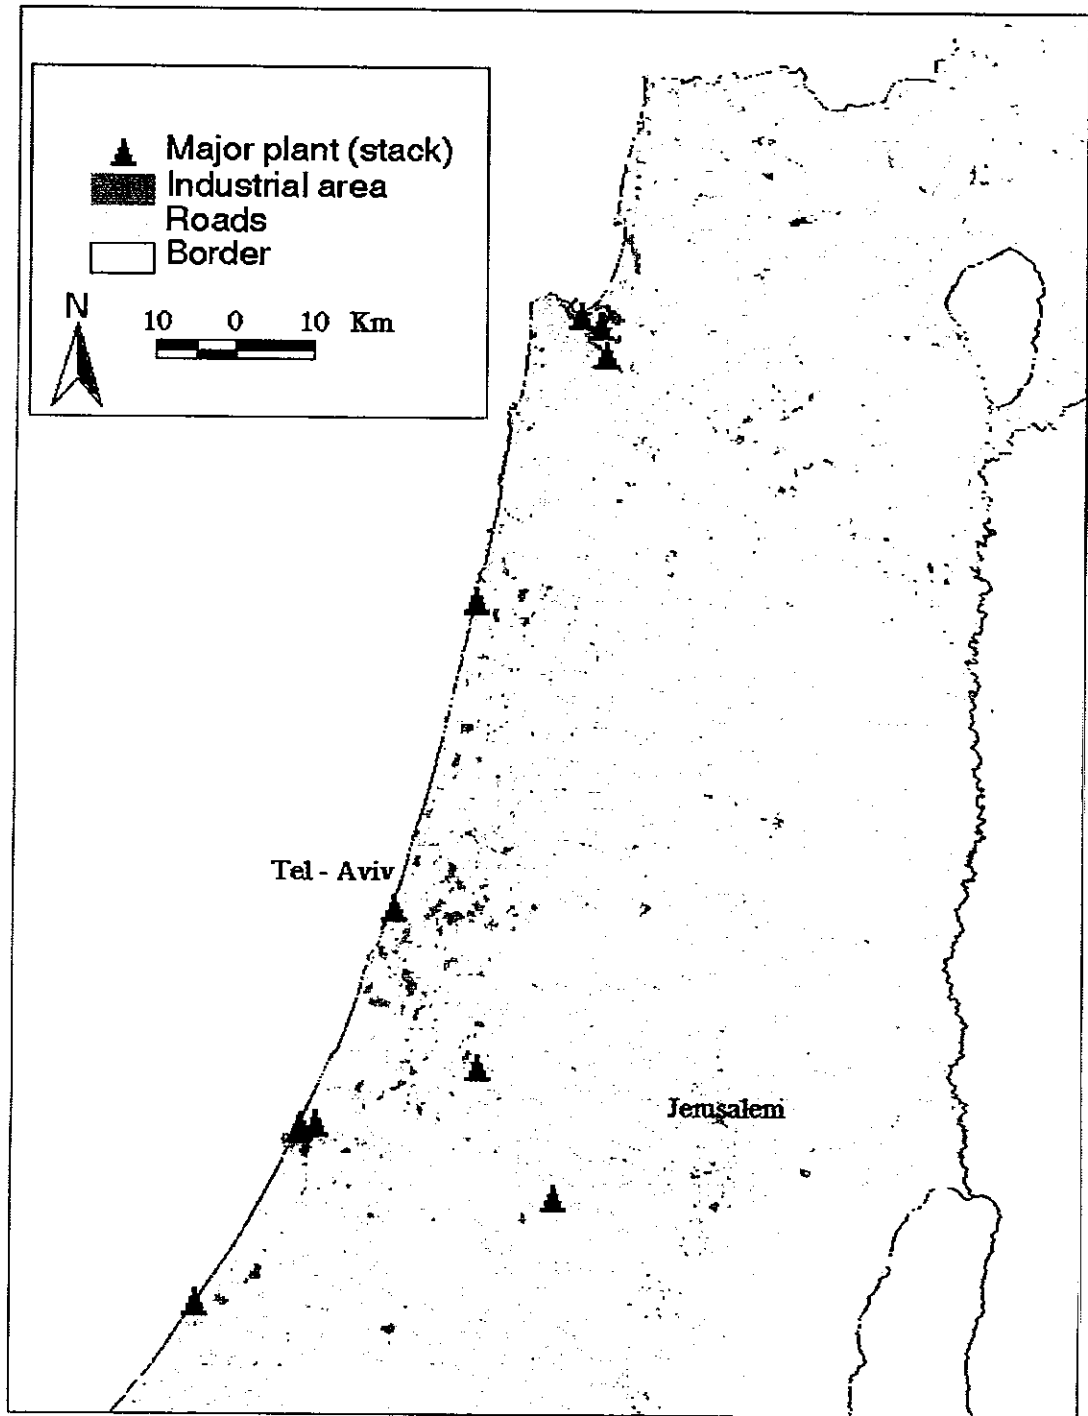 Major plant (stack)
Industrial area
Roads
Border
N
10 0 10 Km
Tel - Aviv
Jerusalem